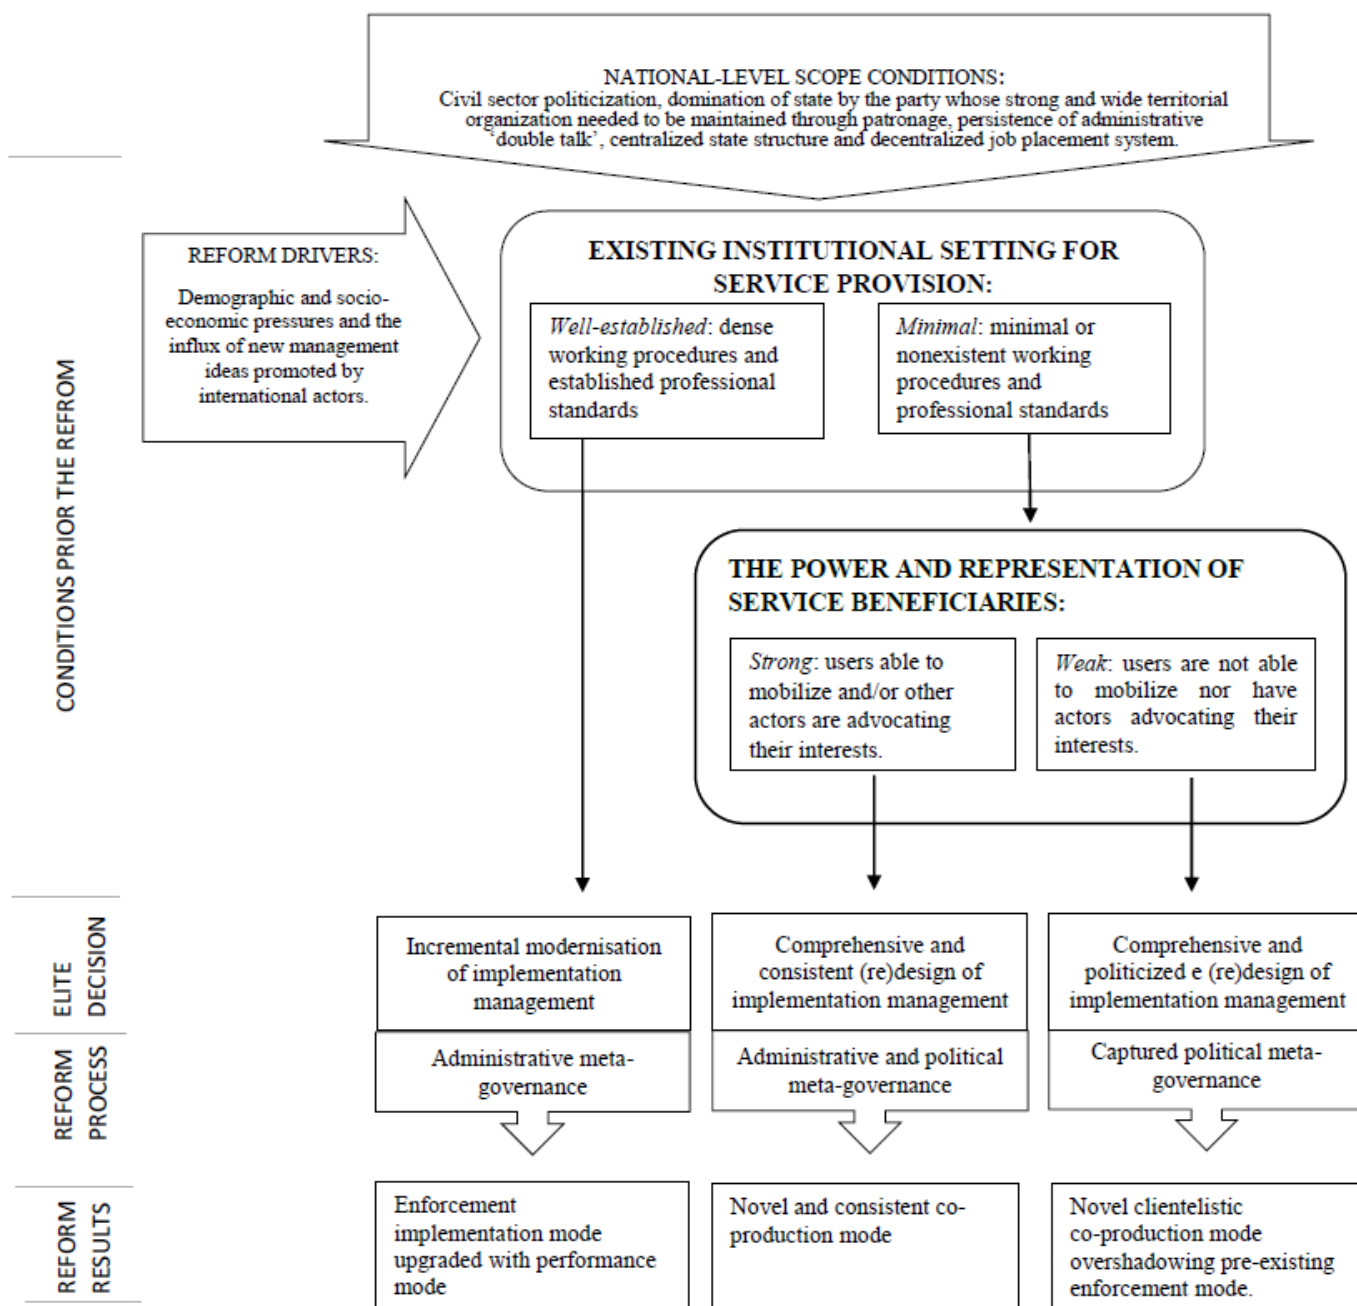 NATIONAL-LEVEL SCOPE CONDITIONS:
Civil sector politicization, domination of state by the party whose strong and wide territorial
organization needed to be maintained through patronage, persistence of administrative
‘double talk’, centralized state structure and decentralized job placement system.
CONDITIONS PRIOR THE REFROM
REFORM DRIVERS:
Demographic and socio-
economic pressures and the
influx of new management
ideas promoted by
international actors.
EXISTING INSTITUTIONAL SETTING FOR
SERVICE PROVISION:
Well-established: dense
working procedures and
established professional
standards
Minimal: minimal or
nonexistent working
procedures and
professional standards
THE POWER AND REPRESENTATION OF
SERVICE BENEFICIARIES:
Strong: users able to
mobilize and/or other
actors are advocating
their interests.
Weak: users are not able
to mobilize nor have
actors advocating their
interests.
ELITE
DECISION
Incremental modernisation
of implementation
management
Comprehensive and
consistent (re)design of
implementation management
Comprehensive and
politicized e (re)design of
implementation management
REFORM
PROCESS
Administrative meta-
governance
Administrative and political
meta-governance
Captured political meta-
governance
REFORM
RESULTS
Enforcement
implementation mode
upgraded with performance
mode
Novel and consistent co-
production mode
Novel clientelistic
co-production mode
overshadowing pre-existing
enforcement mode.